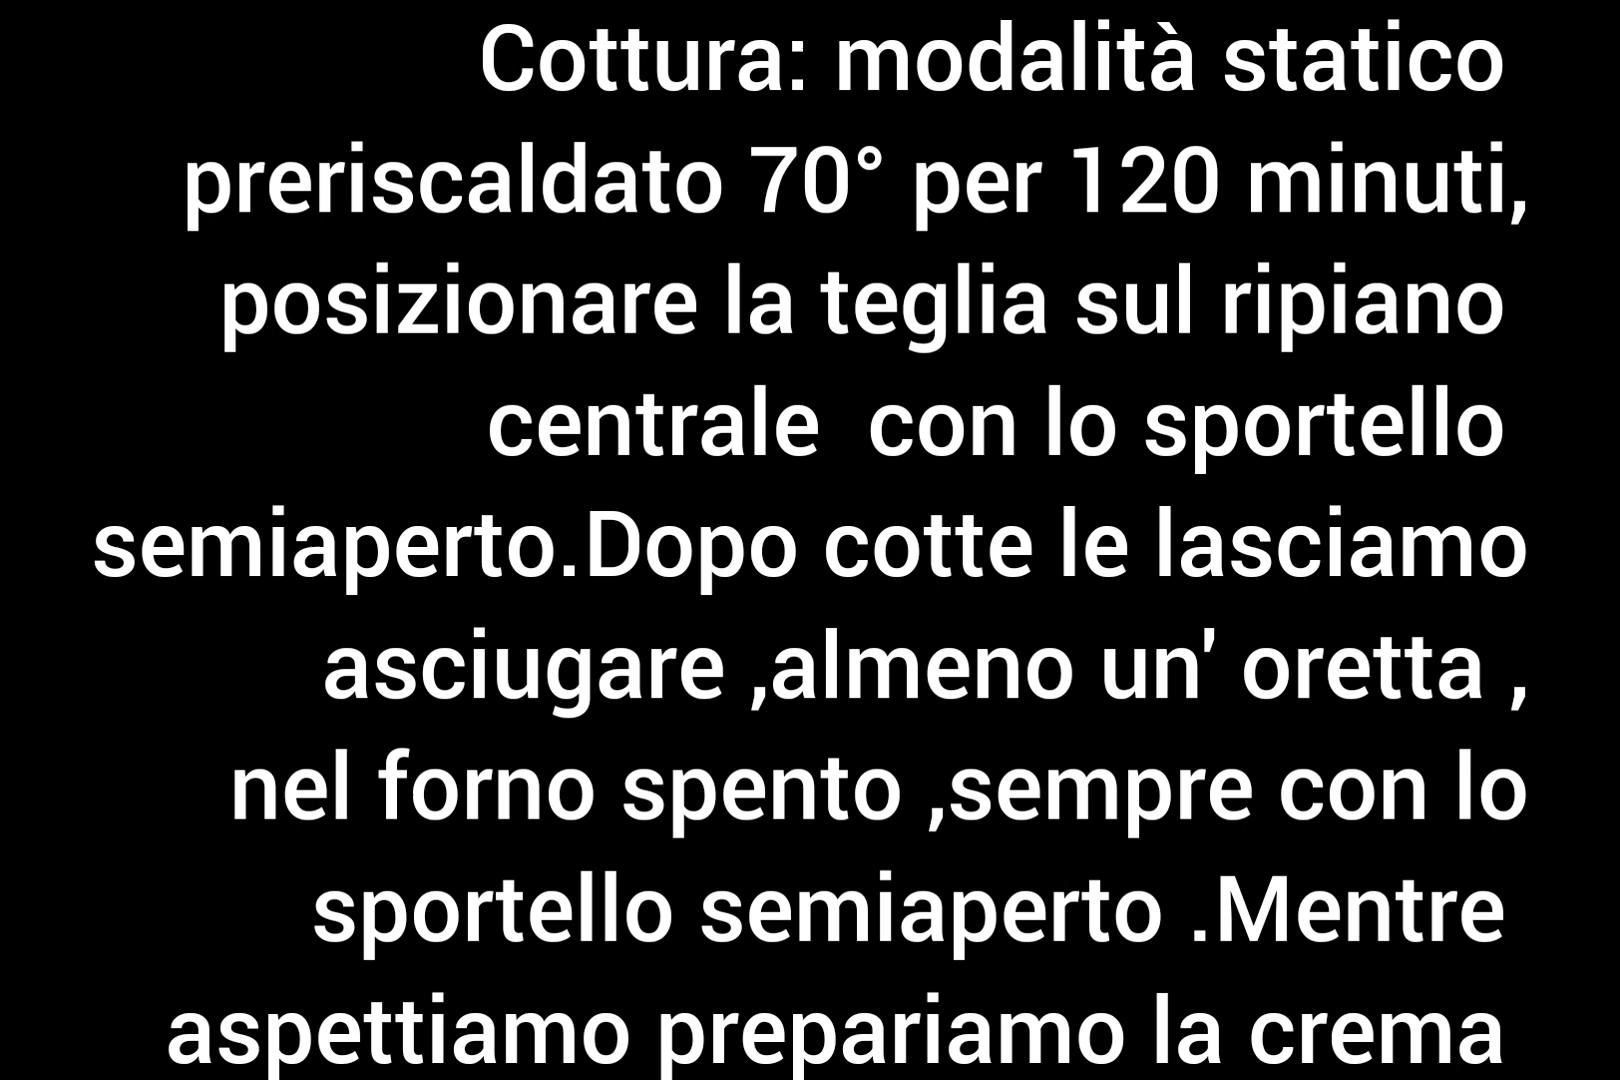 Cottura: modalità statico
preriscaldato 70° per 120 minuti,
posizionare la teglia sul ripiano
centrale  con lo sportello
semiaperto.Dopo cotte le lasciamo
asciugare ,almeno un' oretta ,
nel forno spento ,sempre con lo
sportello semiaperto .Mentre
aspettiamo prepariamo la crema